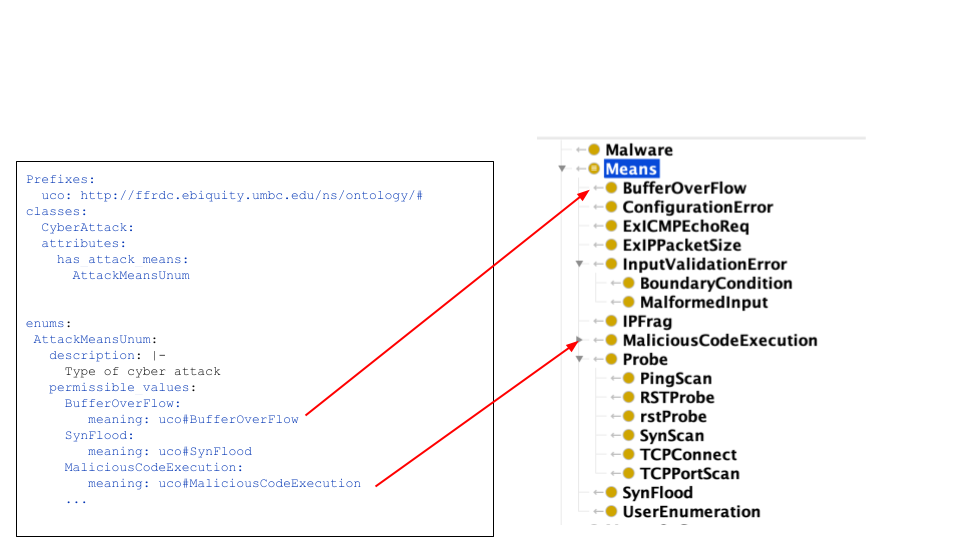 Prefixes:
uco: http://ffrdc.ebiquity.umbc.edu/ns/ontology/#
classes:
CyberAttack:
attributes:
has attack means:
AttackMeansUnum
enums:
AttackMeansUnum:
description: |-
Type of cyber attack
permissible values:
BufferOverFlow:
meaning: uco#BufferOverFlow
SynFlood:
meaning: uco#SynFlood
MaliciousCodeExecution:
meaning: uco#MaliciousCodeExecution
...
Malware
Means
BufferOverFlow
ConfigurationError
ExICMPEchoReq
ExIPPacketSize
InputValidationError
BoundaryCondition
MalformedInput
IPFrag
MaliciousCodeExecution
Probe
PingScan
RSTProbe
rstProbe
SynScan
TCPConnect
TCPPortScan
SynFlood
UserEnumeration